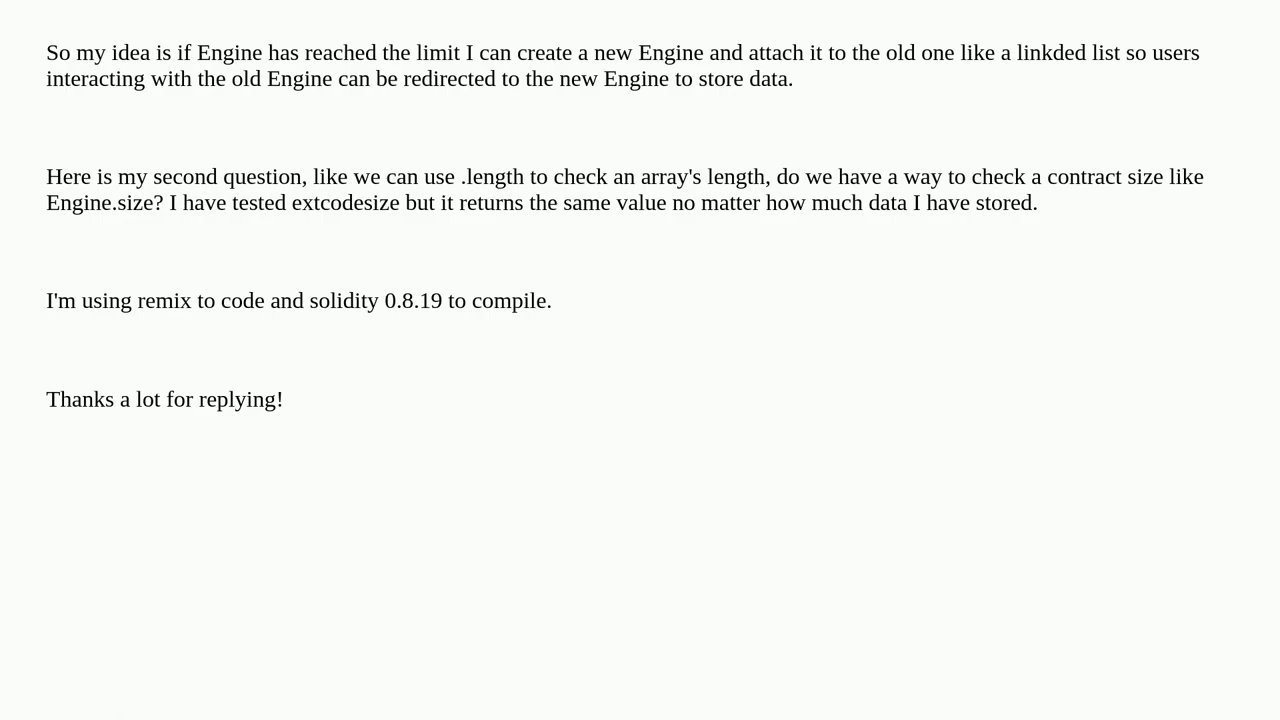 So my idea is if Engine has reached the limit I can create a new Engine and attach it to the old one like a linkded list so users
interacting with the old Engine can be redirected to the new Engine to store data.
Here is my second question, like we can use .length to check an array's length, do we have a way to check a contract size like
Engine.size? I have tested extcodesize but it returns the same value no matter how much data I have stored.
I'm using remix to code and solidity 0.8.19 to compile.
Thanks a lot for replying!